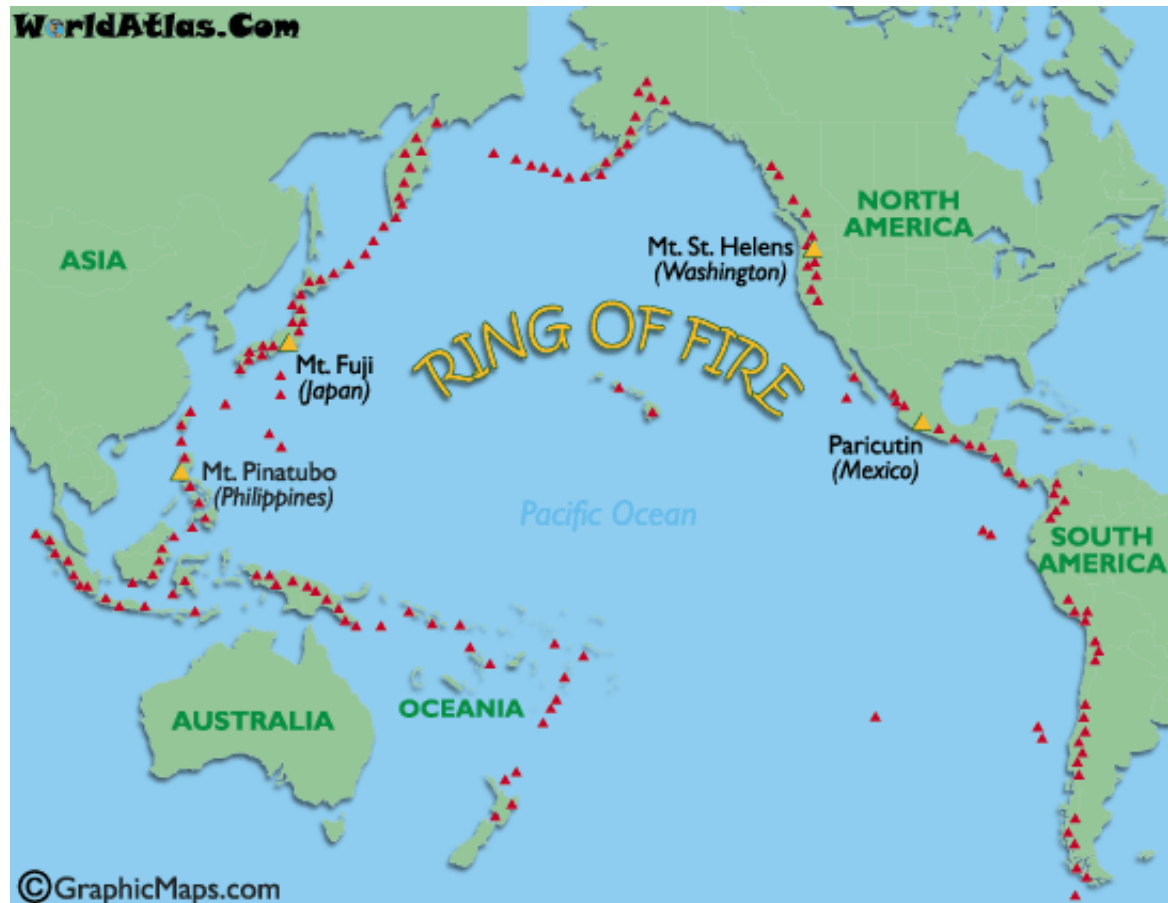 WorldAtlas.Com
NORTH
AMERICA
Mt. St. Helens
(Washington)
ASIA
RING OF FIRE
Mt. Fuji
(Japan)
Paricutin
(Mexico)
Mt. Pinatubo
(Philippines)
Pacific Ocean
SOUTH
AMERICA
OCEANIA
AUSTRALIA
©GraphicMaps.com